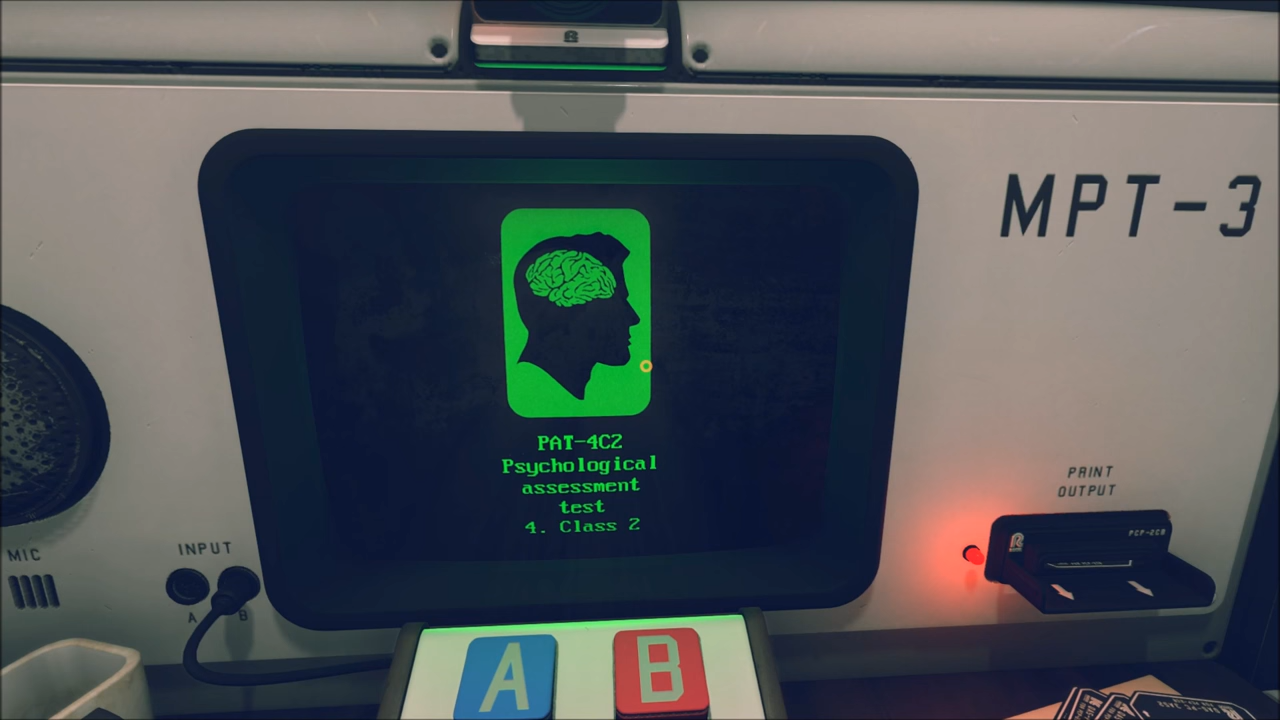 MPT-3
PAT-4C2
Psychological
assessment
test
4. Class 2
PRINT
OUTPUT
MIC
INPUT
A
B
A
B